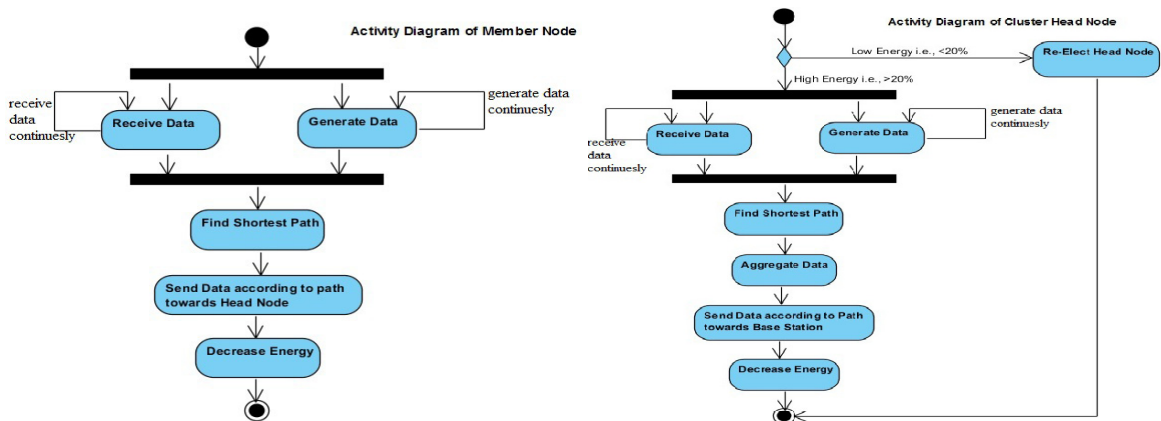 Activity Diagram of Member Node
receive
data
continuesly
Receive Data
Generate Data
generate data
continuesly
Find Shortest Path
Send Data according to path
towards Head Node
Decrease Energy
Activity Diagram of Cluster Head Node
Low Energy i.e., <20%
Re-Elect Head Node
High Energy i.e., >20%
Receive Data
receive
data
continuesly
Generate Data
generate data
continuesly
Find Shortest Path
Aggregate Data
Send Data according to Path
towards Base Station
Decrease Energy